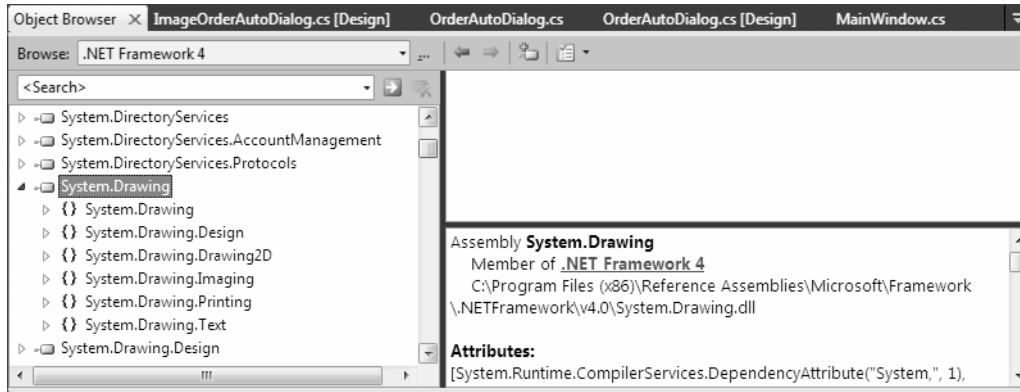 Object Browser ImageOrderAutoDialog.cs [Design] OrderAutoDialog.cs OrderAutoDialog.cs [Design] MainWindow.cs
Browse: .NET Framework 4 ...
<Search>
System.DirectoryServices
System.DirectoryServices.AccountManagement
System.DirectoryServices.Protocols
System.Drawing
{} System.Drawing
{} System.Drawing.Design
{} System.Drawing.Drawing2D
{} System.Drawing.Imaging
{} System.Drawing.Printing
{} System.Drawing.Text
System.Drawing.Design
Assembly System.Drawing
Member of .NET Framework 4
C:\Program Files (x86)\Reference Assemblies\Microsoft\Framework
\.NETFramework\v4.0\System.Drawing.dll
Attributes:
[System.Runtime.CompilerServices.DependencyAttribute("System,", 1),